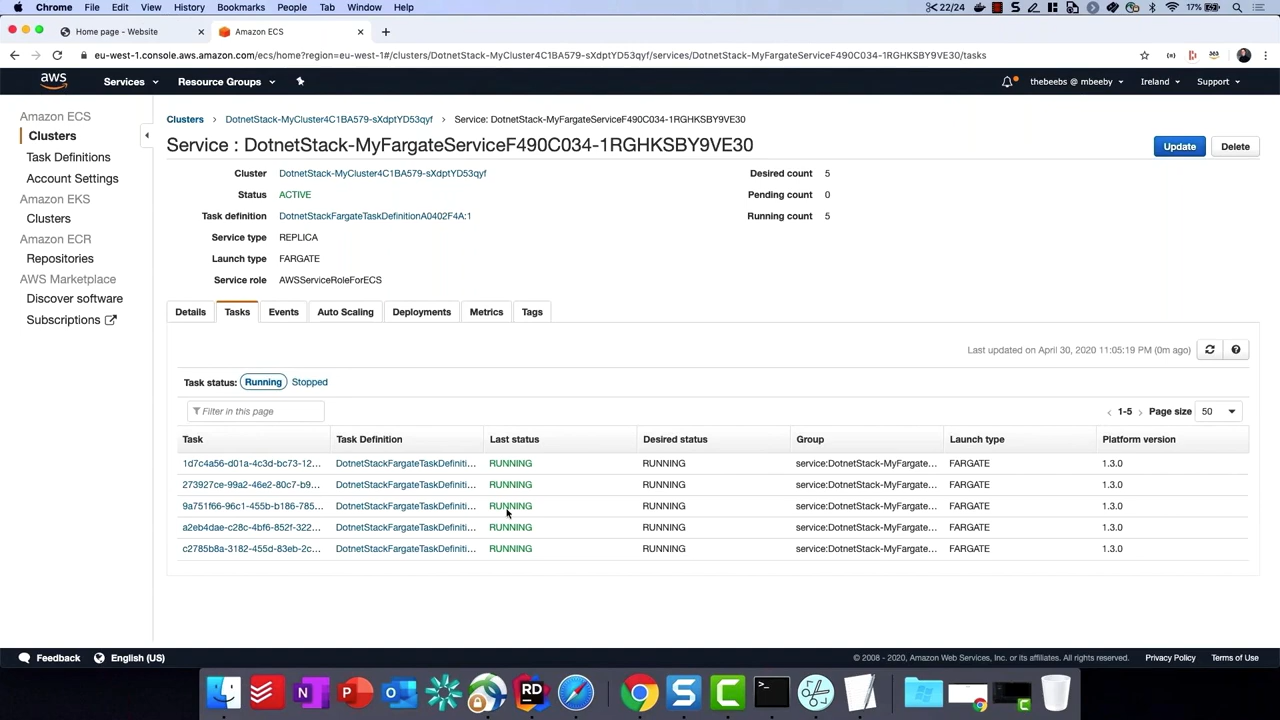 Chrome File Edit View History Bookmarks People Tab Window Help 22/24 17%
Home page - Website Amazon ECS
eu-west-1.console.aws.amazon.com/ecs/home?region=eu-west-1#/clusters/DotnetStack-MyCluster4C1BA579-sXdptYD53qyf/services/DotnetStack-MyFargateServiceF490C034-1RGHKSBY9VE30/tasks
aws Services Resource Groups thebeebs @ mbeeby Ireland Support
Amazon ECS
Clusters
Task Definitions
Account Settings
Amazon EKS
Clusters
Amazon ECR
Repositories
AWS Marketplace
Discover software
Subscriptions
Clusters > DotnetStack-MyCluster4C1BA579-sXdptYD53qyf > Service: DotnetStack-MyFargateServiceF490C034-1RGHKSBY9VE30
Service : DotnetStack-MyFargateServiceF490C034-1RGHKSBY9VE30 Update Delete
Cluster DotnetStack-MyCluster4C1BA579-sXdptYD53qyf Desired count 5
Status ACTIVE Pending count 0
Task definition DotnetStackFargateTaskDefinitionA0402F4A:1 Running count 5
Service type REPLICA
Launch type FARGATE
Service role AWSServiceRoleForECS
Details Tasks Events Auto Scaling Deployments Metrics Tags
Last updated on April 30, 2020 11:05:19 PM (0m ago)
Task status: Running Stopped
Filter in this page 1-5 Page size 50
Task Task Definition Last status Desired status Group Launch type Platform version
1d7c4a56-d01a-4c3d-bc73-12... DotnetStackFargateTaskDefiniti... RUNNING RUNNING service:DotnetStack-MyFargate... FARGATE 1.3.0
273927ce-99a2-46e2-80c7-b9... DotnetStackFargateTaskDefiniti... RUNNING RUNNING service:DotnetStack-MyFargate... FARGATE 1.3.0
9a751f66-96c1-455b-b186-785... DotnetStackFargateTaskDefiniti... RUNNING RUNNING service:DotnetStack-MyFargate... FARGATE 1.3.0
a2eb4dae-c28c-4bf6-852f-322... DotnetStackFargateTaskDefiniti... RUNNING RUNNING service:DotnetStack-MyFargate... FARGATE 1.3.0
c2785b8a-3182-455d-83eb-2c... DotnetStackFargateTaskDefiniti... RUNNING RUNNING service:DotnetStack-MyFargate... FARGATE 1.3.0
Feedback English (US) © 2008 - 2020, Amazon Web Services, Inc. or its affiliates. All rights reserved. Privacy Policy Terms of Use